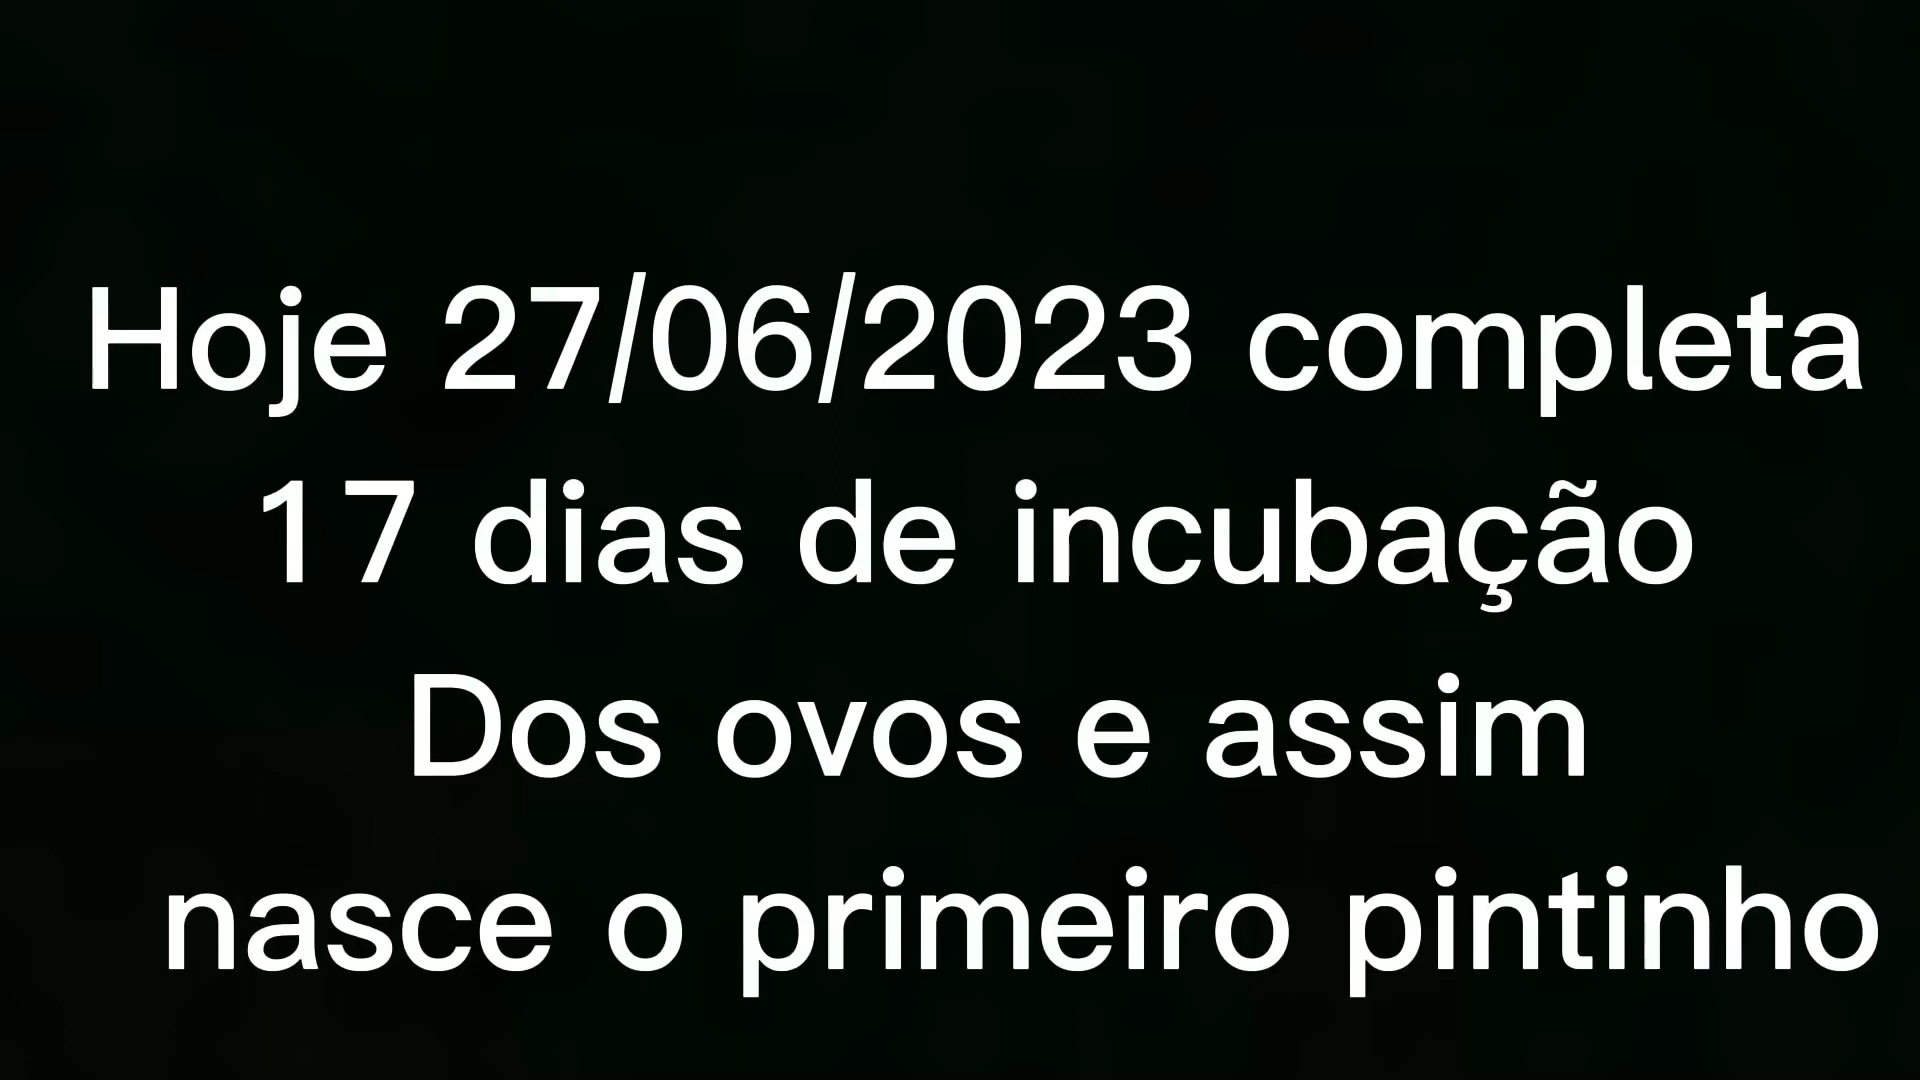 Hoje 27/06/2023 completa
17 dias de incubação
Dos ovos e assim
nasce o primeiro pintinho